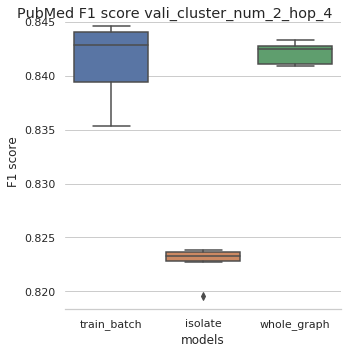 PubMed F1 score vali_cluster_num_2_hop_4
0.845
0.840
0.835
0.830
0.825
0.820
F1 score
train_batch
isolate
whole_graph
models